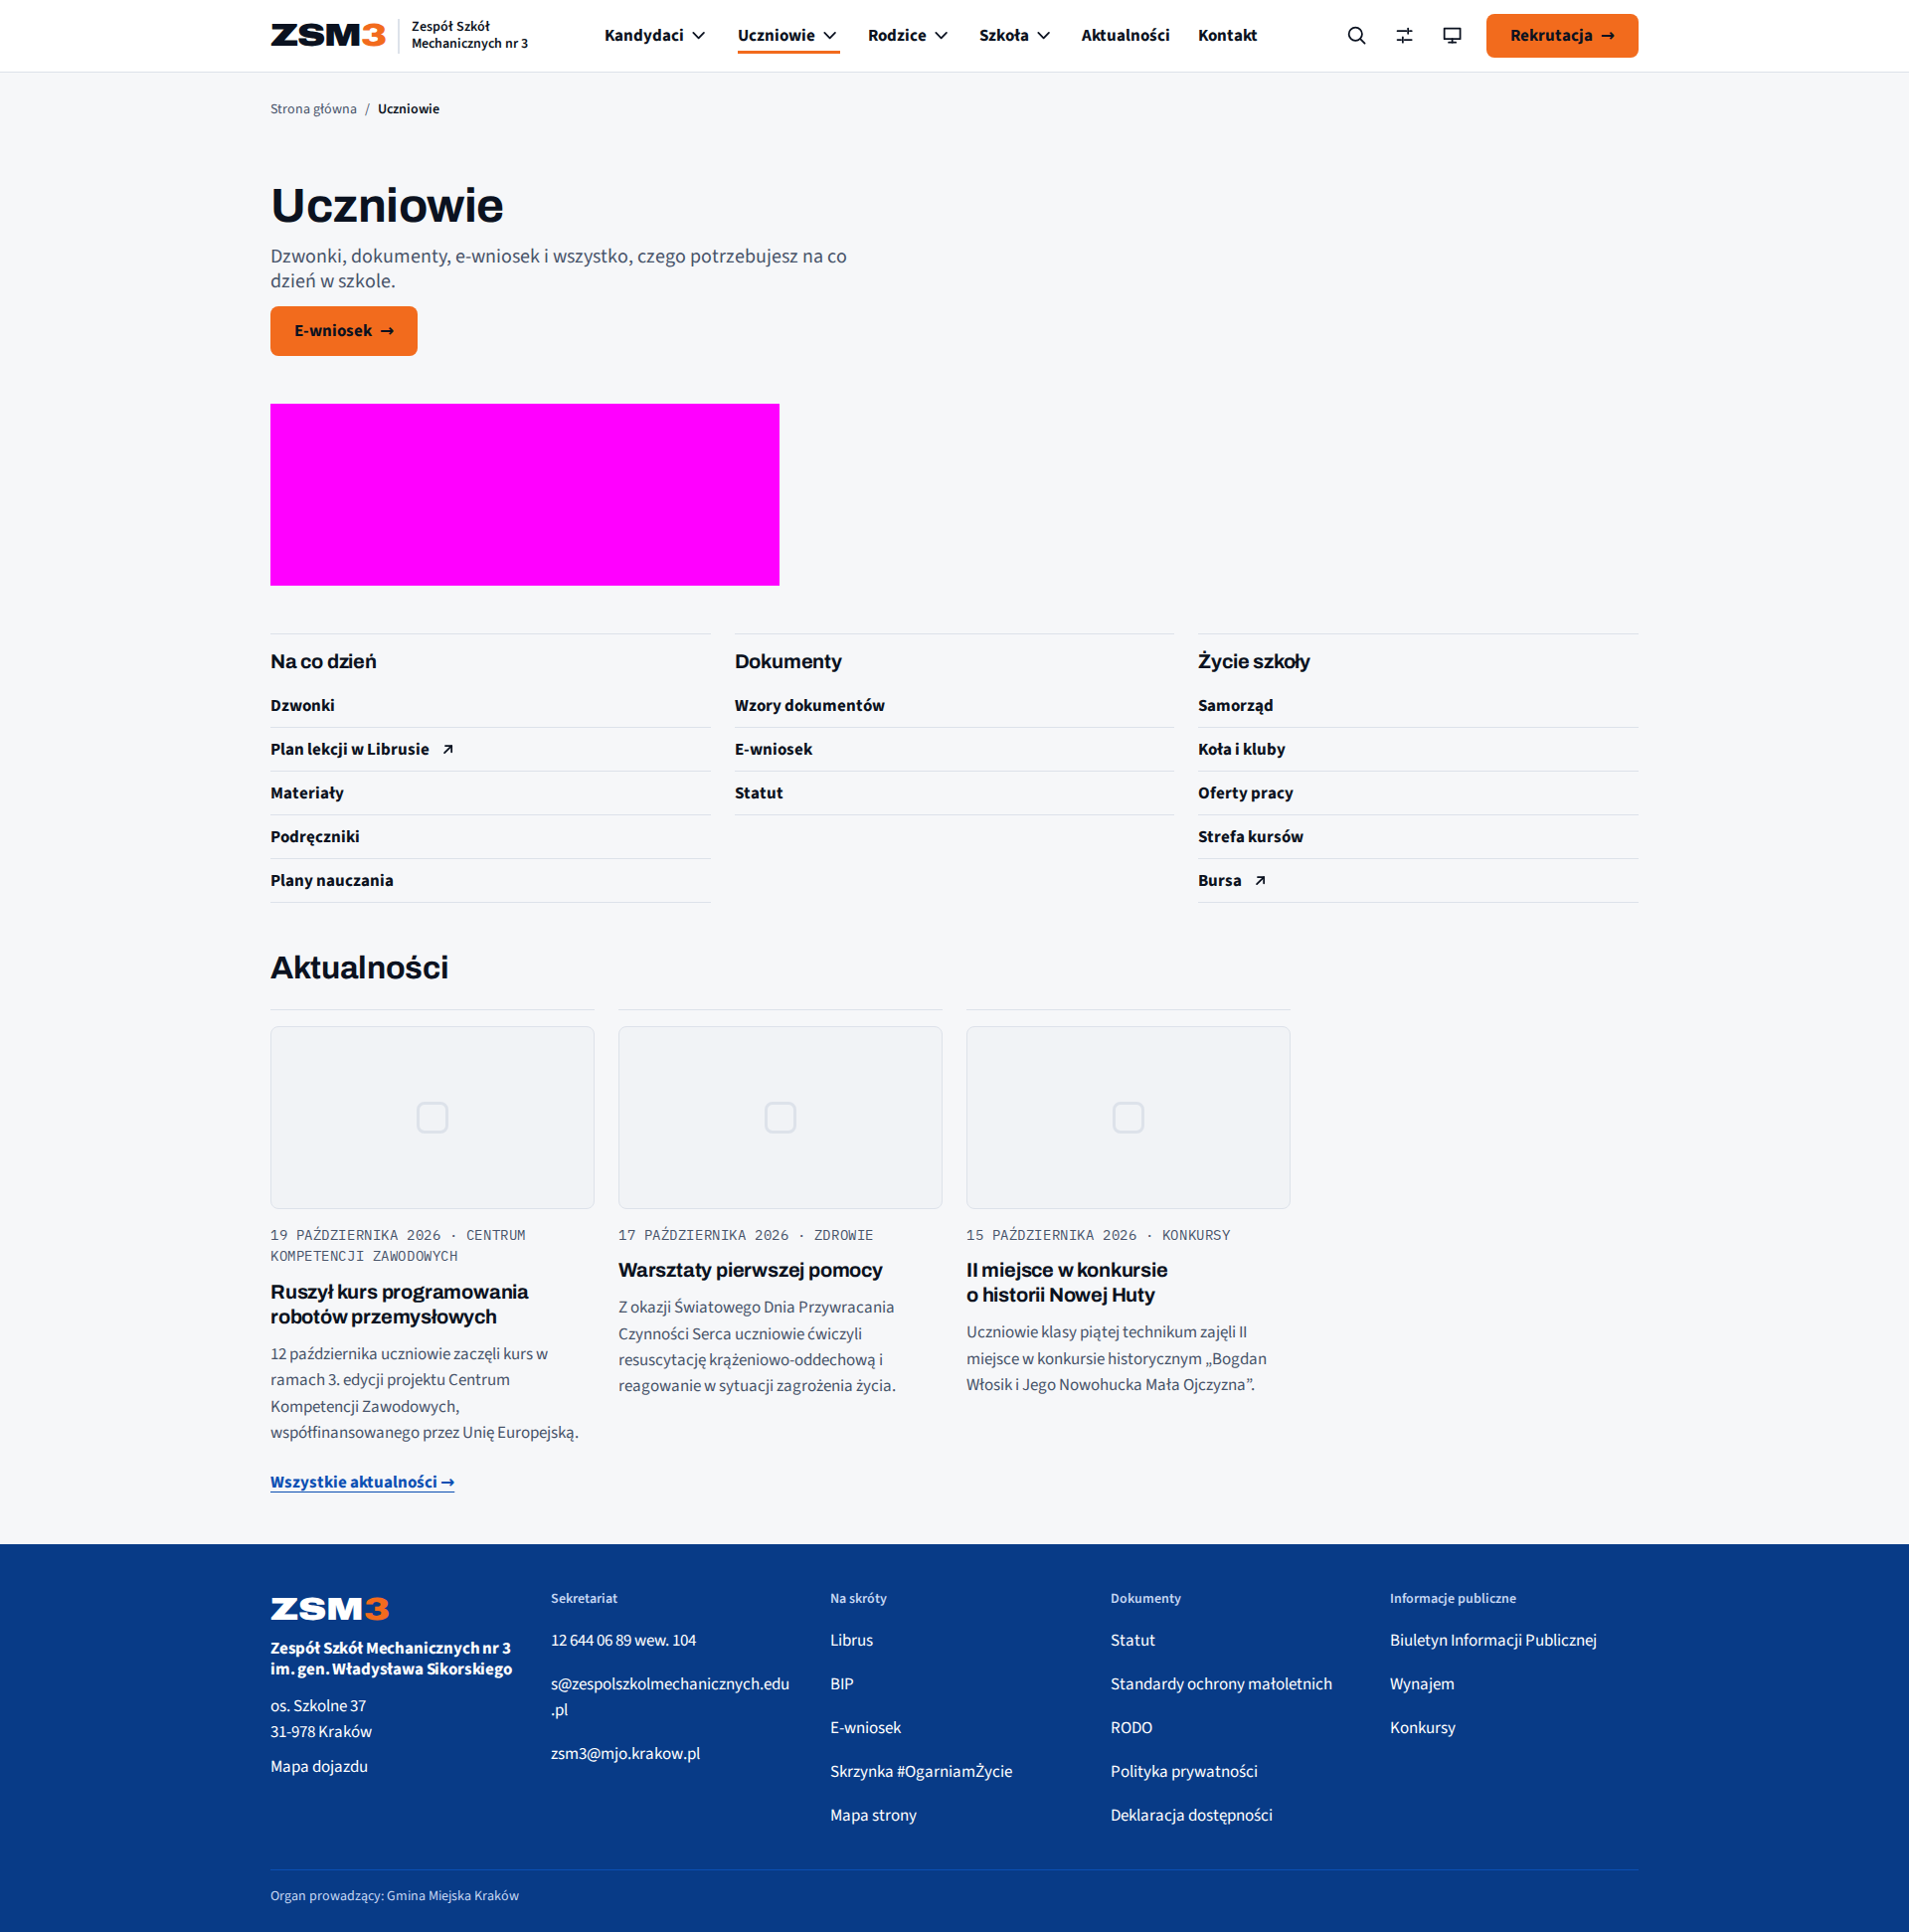 ZSM3
Zespół Szkół
Mechanicznych nr 3
Kandydaci
Uczniowie
Rodzice
Szkoła
Aktualności
Kontakt
Rekrutacja →
Strona główna / Uczniowie
Uczniowie
Dzwonki, dokumenty, e-wniosek i wszystko, czego potrzebujesz na co
dzień w szkole.
E-wniosek →
Na co dzień
Dzwonki
Plan lekcji w Librusie
Materiały
Podręczniki
Plany nauczania
Dokumenty
Wzory dokumentów
E-wniosek
Statut
Życie szkoły
Samorząd
Koła i kluby
Oferty pracy
Strefa kursów
Bursa
Aktualności
19 PAŹDZIERNIKA 2026 · CENTRUM
KOMPETENCJI ZAWODOWYCH
Ruszył kurs programowania
robotów przemysłowych
12 października uczniowie zaczęli kurs w
ramach 3. edycji projektu Centrum
Kompetencji Zawodowych,
współfinansowanego przez Unię Europejską.
17 PAŹDZIERNIKA 2026 · ZDROWIE
Warsztaty pierwszej pomocy
Z okazji Światowego Dnia Przywracania
Czynności Serca uczniowie ćwiczyli
resuscytację krążeniowo-oddechową i
reagowanie w sytuacji zagrożenia życia.
15 PAŹDZIERNIKA 2026 · KONKURSY
II miejsce w konkursie
o historii Nowej Huty
Uczniowie klasy piątej technikum zajęli II
miejsce w konkursie historycznym „Bogdan
Włosik i Jego Nowohucka Mała Ojczyzna”.
Wszystkie aktualności →
ZSM3
Zespół Szkół Mechanicznych nr 3
im. gen. Władysława Sikorskiego
os. Szkolne 37
31-978 Kraków
Mapa dojazdu
Sekretariat
12 644 06 89 wew. 104
s@zespolszkolmechanicznych.edu
.pl
zsm3@mjo.krakow.pl
Na skróty
Librus
BIP
E-wniosek
Skrzynka #OgarniamŻycie
Mapa strony
Dokumenty
Statut
Standardy ochrony małoletnich
RODO
Polityka prywatności
Deklaracja dostępności
Informacje publiczne
Biuletyn Informacji Publicznej
Wynajem
Konkursy
Organ prowadzący: Gmina Miejska Kraków